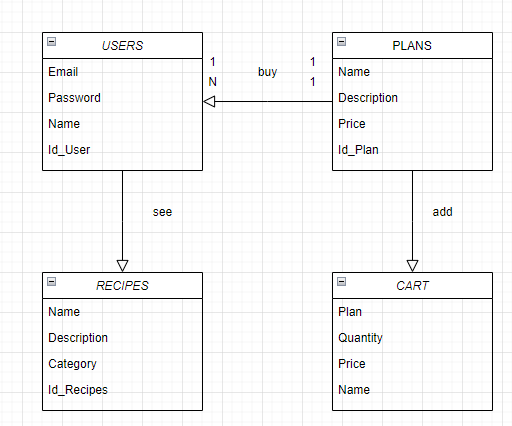 USERS
Email
Password
Name
Id_User
1
N
buy
1
1
PLANS
Name
Description
Price
Id_Plan
see
add
RECIPES
Name
Description
Category
Id_Recipes
CART
Plan
Quantity
Price
Name